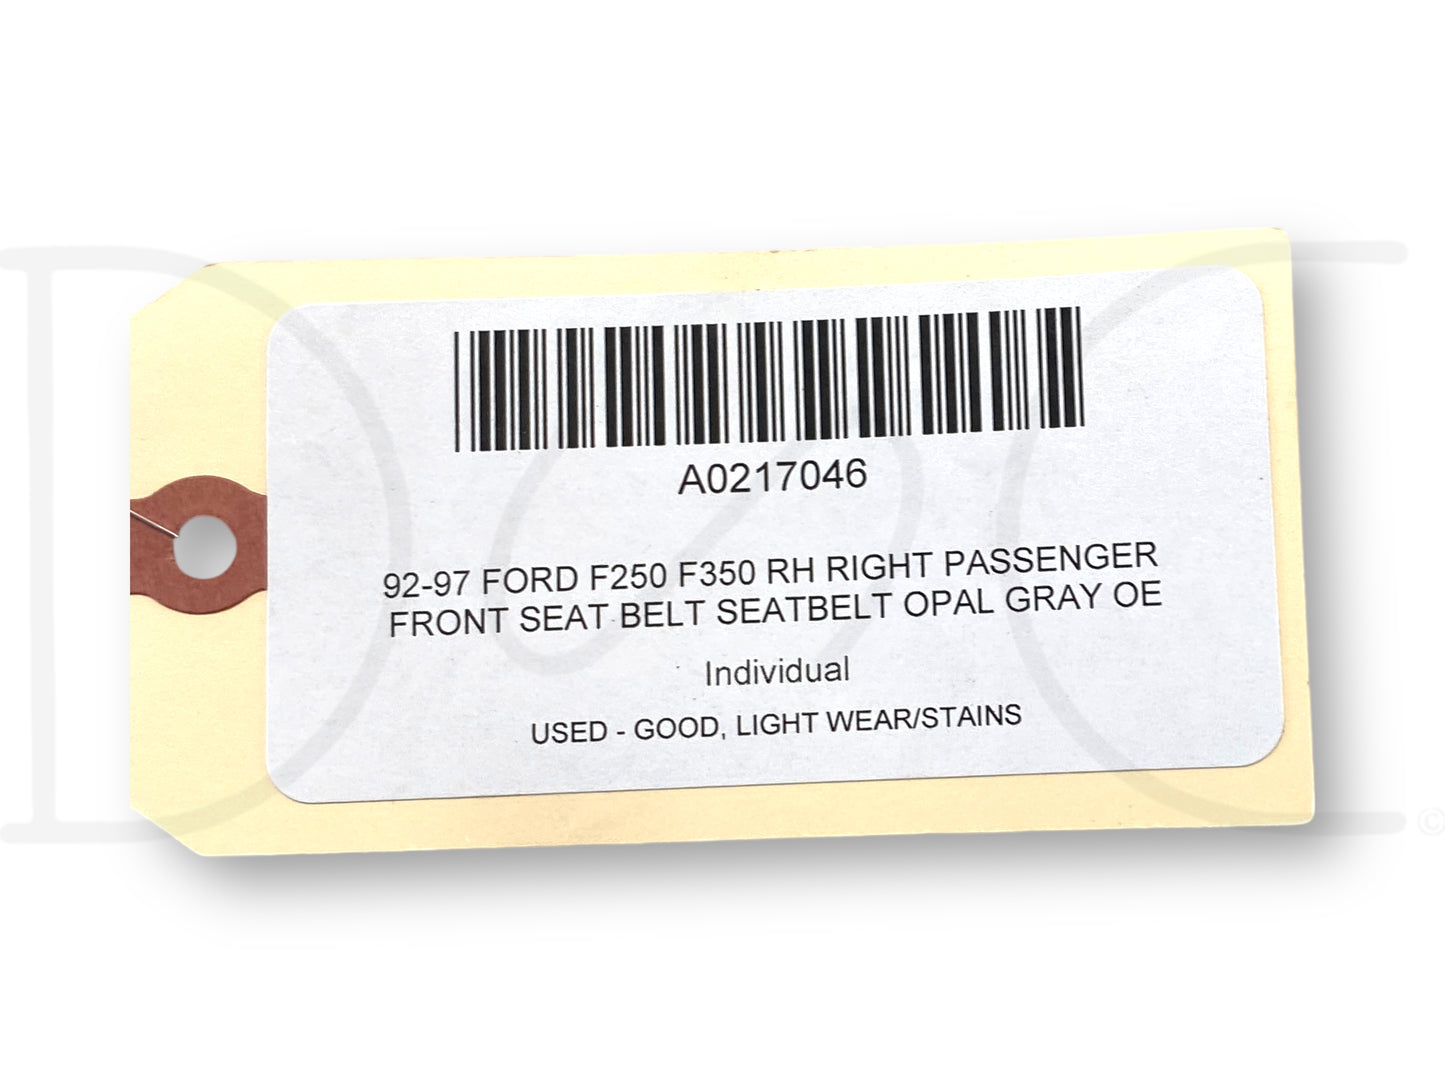 A0217046
92-97 FORD F250 F350 RH RIGHT PASSENGER
FRONT SEAT BELT SEATBELT OPAL GRAY OE
Individual
USED - GOOD, LIGHT WEAR/STAINS
©